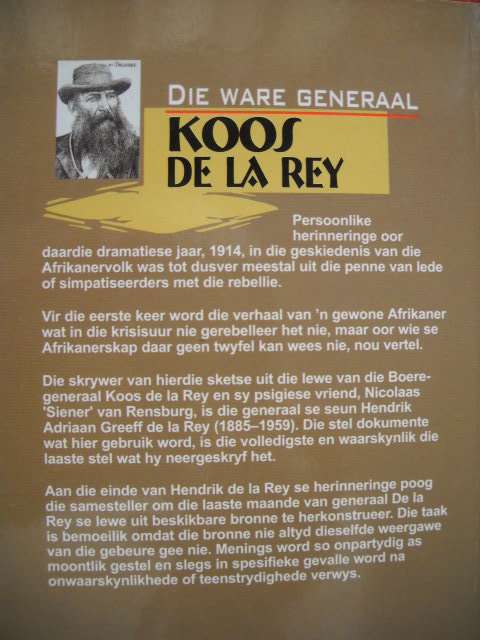 DIE WARE GENERAAL
KOOS
DE LA REY
Persoonlike
herinneringe oor
daardie dramatiese jaar, 1914, in die geskiedenis van die
Afrikanervolk was tot dusver meestal uit die penne van lede
of simpatiseerders met die rebellie.
Vir die eerste keer word die verhaal van 'n gewone Afrikaner
wat in die krisisuur nie gerebelleer het nie, maar oor wie se
Afrikanerskap daar geen twyfel kan wees nie, nou vertel.
Die skrywer van hierdie sketse uit die lewe van die Boere-
generaal Koos de la Rey en sy psigiese vriend, Nicolaas
'Siener' van Rensburg, is die generaal se seun Hendrik
Adriaan Greeff de la Rey (1885–1959). Die stel dokumente
wat hier gebruik word, is die volledigste en waarskynlik die
laaste stel wat hy neergeskryf het.
Aan die einde van Hendrik de la Rey se herinneringe poog
die samesteller om die laaste maande van generaal De la
Rey se lewe uit beskikbare bronne te herkonstrueer. Die taak
is bemoeilik omdat die bronne nie altyd dieselfde weergawe
van die gebeure gee nie. Menings word so onpartydig as
moontlik gestel en slegs in spesifieke gevalle word na
onwaarskynlikhede of teenstrydighede verwys.